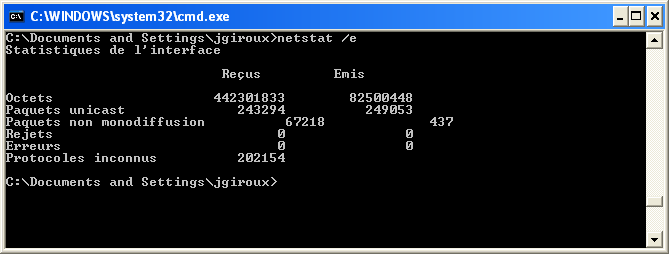 C:\WINDOWS\system32\cmd.exe
C:\Documents and Settings\jgiroux>netstat /e
Statistiques de l'interface
Reçus Emis
Octets 442301833 82500448
Paquets unicast 243294 249053
Paquets non monodiffusion 67218 437
Rejets 0 0
Erreurs 0 0
Protocoles inconnus 202154
C:\Documents and Settings\jgiroux>